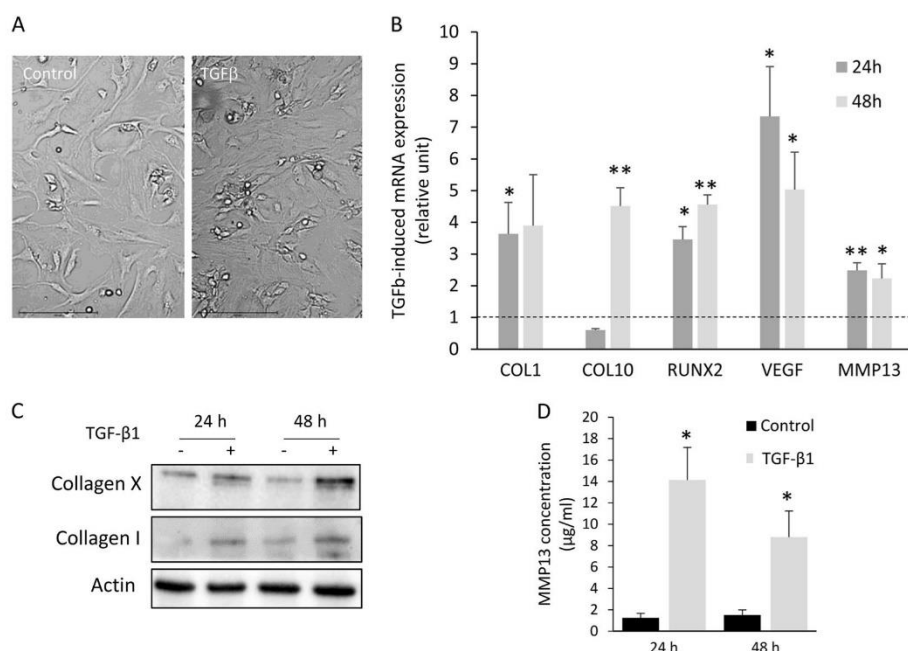 A
Control
TGFβ
B
TGFb-induced mRNA expression
(relative unit)
10
9
8
7
6
5
4
3
2
1
0
*
**
*
**
*
*
**
*
24h
48h
COL1
COL10
RUNX2
VEGF
MMP13
C
24 h
48 h
TGF-β1
-
+
-
+
Collagen X
Collagen I
Actin
D
MMP13 concentration
(µg/ml)
20
18
16
14
12
10
8
6
4
2
0
*
*
Control
TGF-β1
24 h
48 h